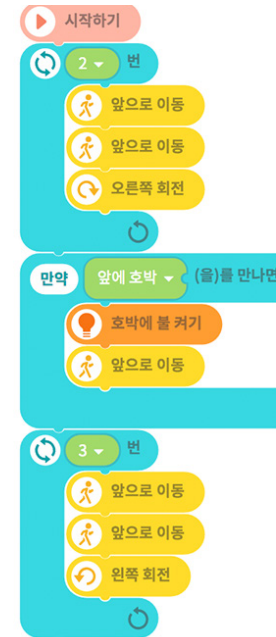 시작하기
2 번
앞으로 이동
앞으로 이동
오른쪽 회전
만약 앞에 호박 (을)를 만나면
호박에 불 켜기
앞으로 이동
3 번
앞으로 이동
앞으로 이동
왼쪽 회전